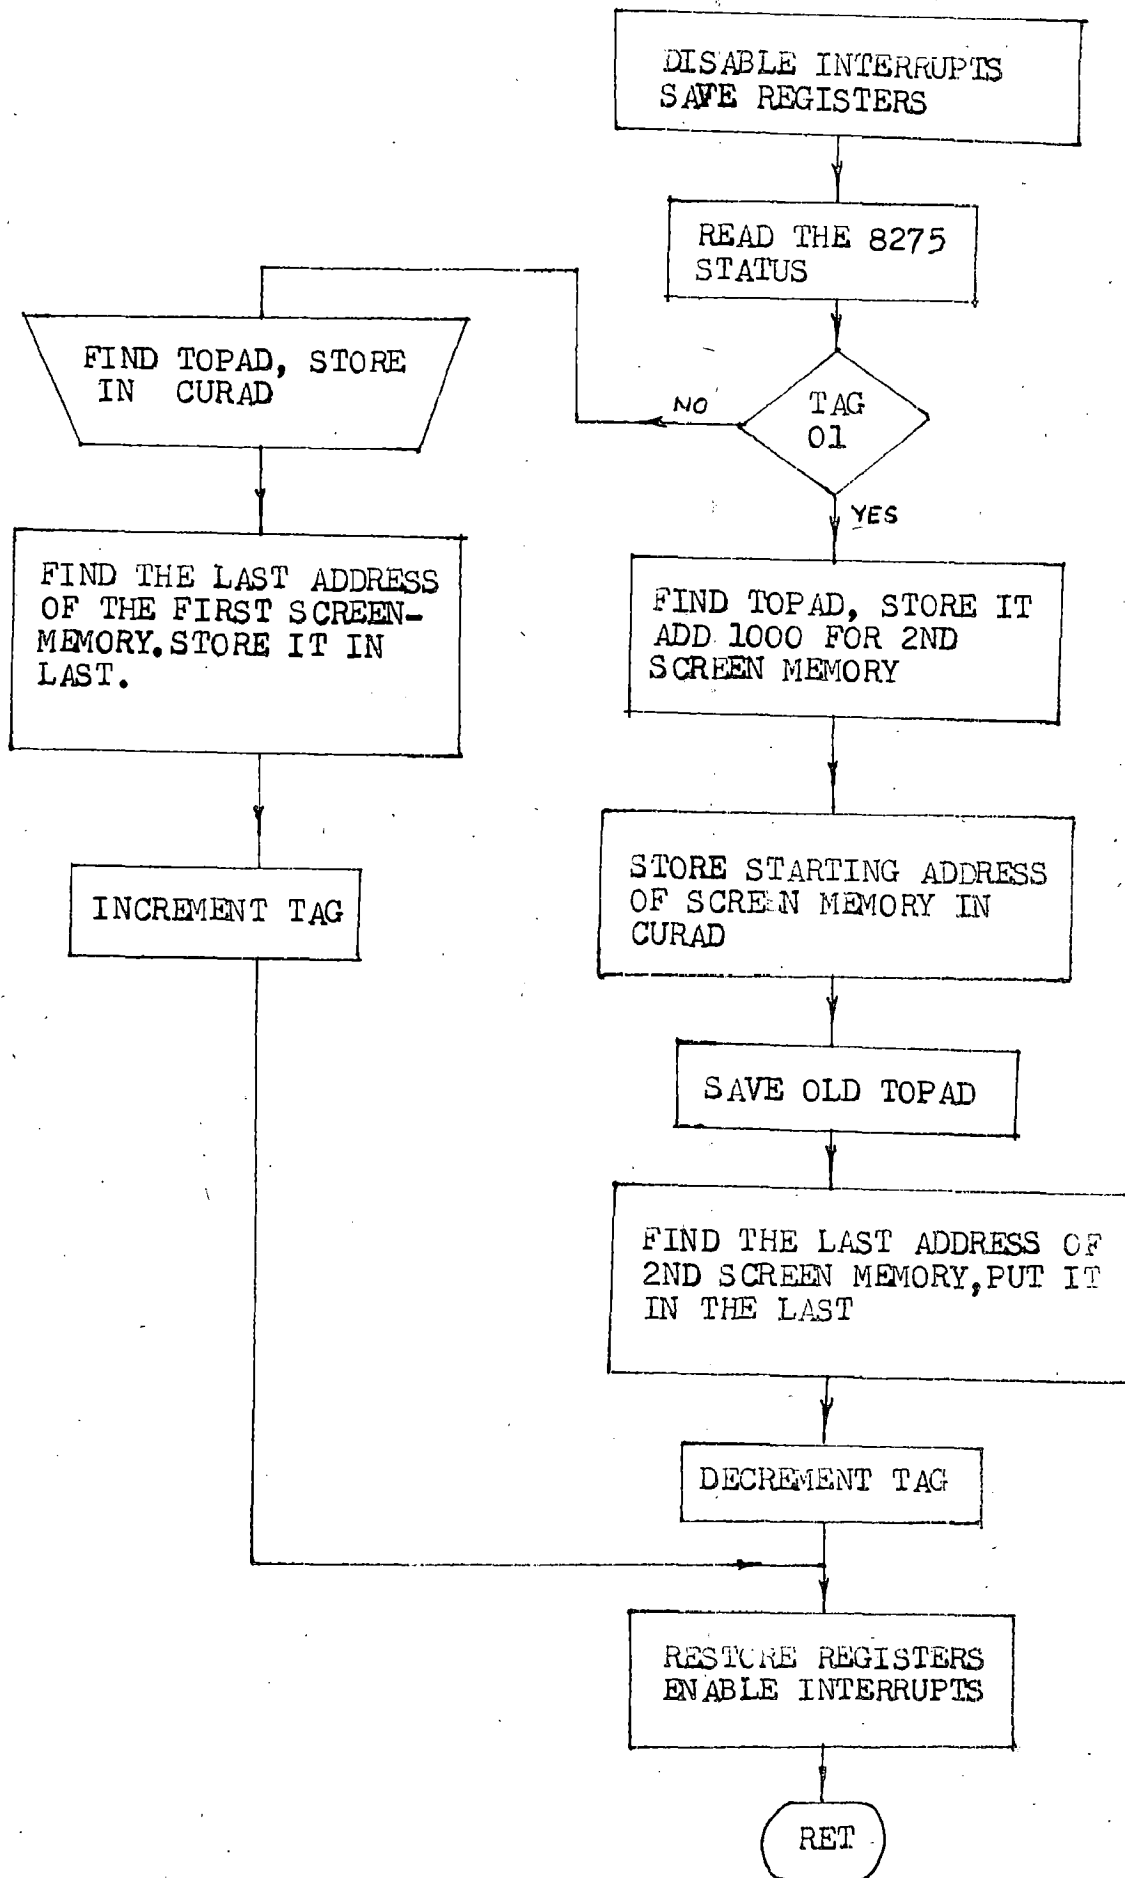 DISABLE INTERRUPTS
SAVE REGISTERS
READ THE 8275
STATUS
TAG
01
NO
YES
FIND TOPAD, STORE
IN CURAD
FIND THE LAST ADDRESS
OF THE FIRST SCREEN-
MEMORY.STORE IT IN
LAST.
INCREMENT TAG
FIND TOPAD, STORE IT
ADD 1000 FOR 2ND
SCREEN MEMORY
STORE STARTING ADDRESS
OF SCREEN MEMORY IN
CURAD
SAVE OLD TOPAD
FIND THE LAST ADDRESS OF
2ND SCREEN MEMORY,PUT IT
IN THE LAST
DECREMENT TAG
RESTORE REGISTERS
ENABLE INTERRUPTS
RET